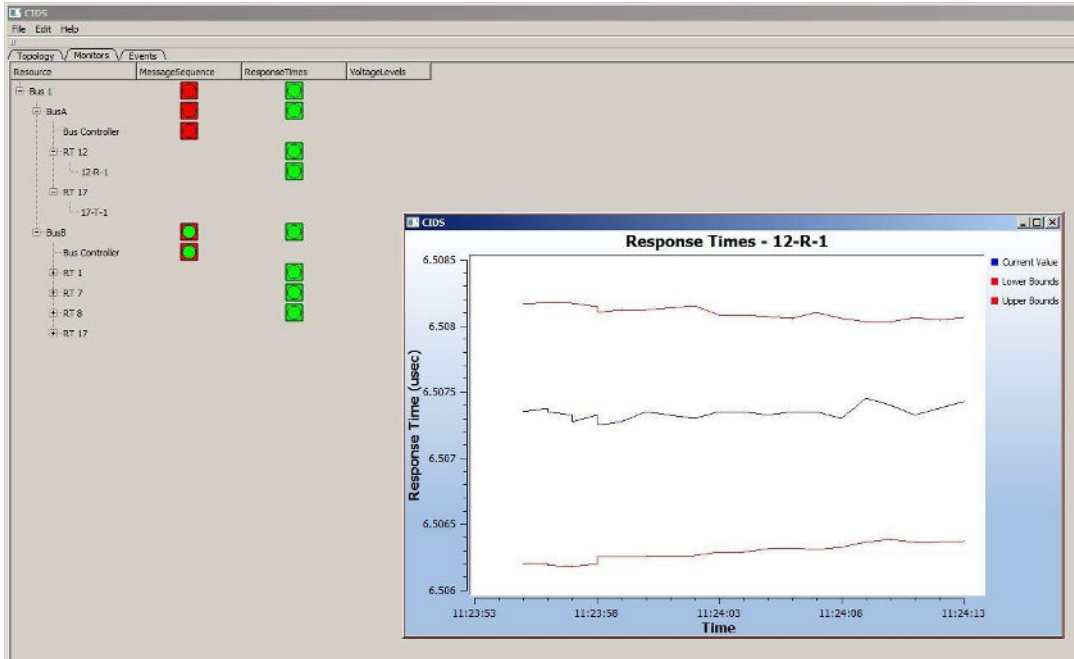 CIDS
File Edit Help
Topology Monitors Events
Resource MessageSequence ResponseTimes VoltageLevels
Bus 1
BusA
Bus Controller
RT 12
12-R-1
RT 17
17-T-1
BusB
Bus Controller
RT 1
RT 7
RT 8
RT 17
CIDS
Response Times - 12-R-1
Current Value
Lower Bounds
Upper Bounds
Response Time (usec)
6.5085
6.508
6.5075
6.507
6.5065
6.506
11:23:53 11:23:58 11:24:03 11:24:08 11:24:13
Time